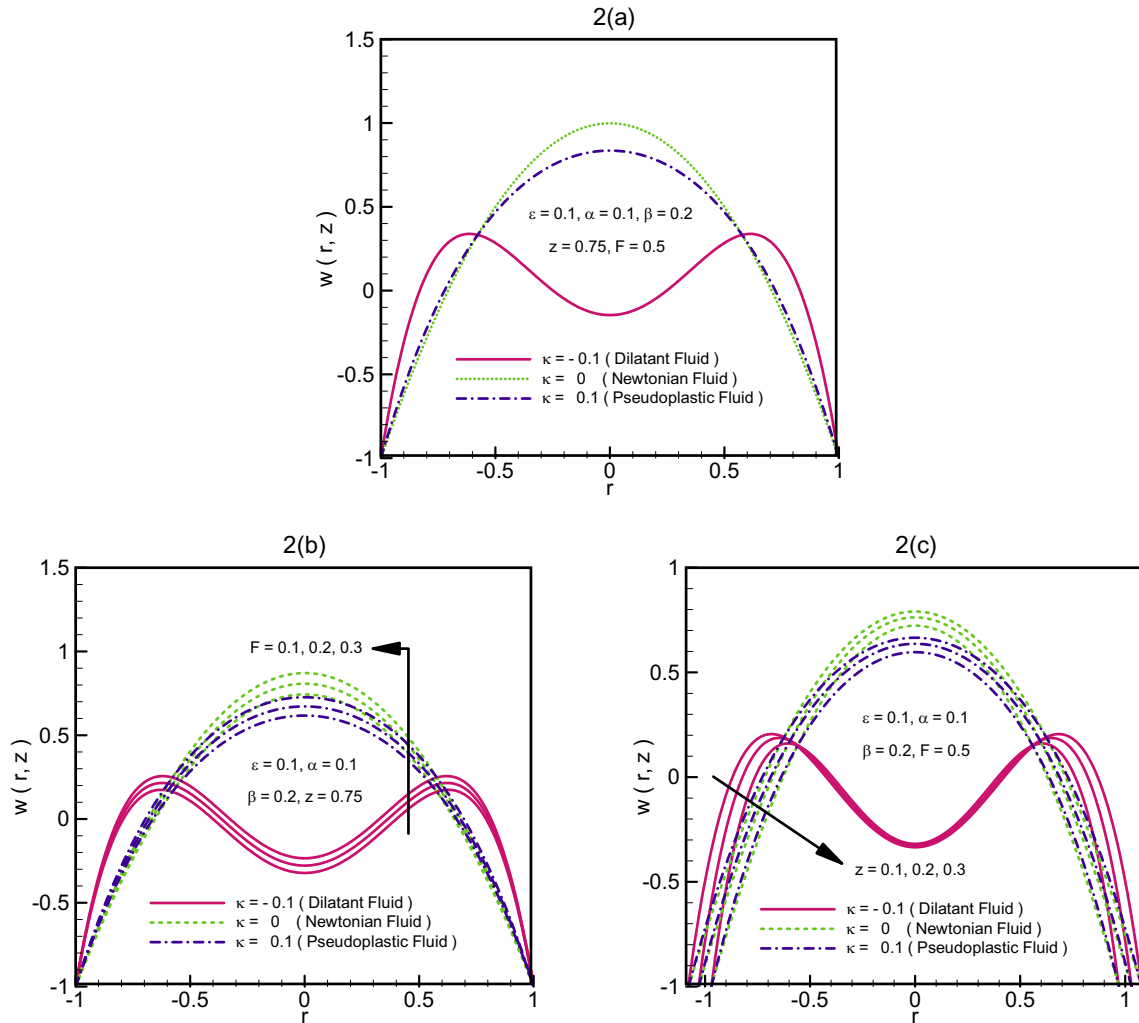 2(a)
1.5
1
0.5
0
-0.5
-1
w ( r, z )
ε = 0.1, α = 0.1, β = 0.2
z = 0.75, F = 0.5
κ = - 0.1 ( Dilatant Fluid )
κ = 0 ( Newtonian Fluid )
κ = 0.1 ( Pseudoplastic Fluid )
-1 -0.5 0 0.5 1
r
2(b)
1.5
1
0.5
0
-0.5
-1
w ( r, z )
F = 0.1, 0.2, 0.3
ε = 0.1, α = 0.1
β = 0.2, z = 0.75
κ = - 0.1 ( Dilatant Fluid )
κ = 0 ( Newtonian Fluid )
κ = 0.1 ( Pseudoplastic Fluid )
-1 -0.5 0 0.5 1
r
2(c)
1
0.5
0
-0.5
-1
w ( r, z )
ε = 0.1, α = 0.1
β = 0.2, F = 0.5
z = 0.1, 0.2, 0.3
κ = - 0.1 ( Dilatant Fluid )
κ = 0 ( Newtonian Fluid )
κ = 0.1 ( Pseudoplastic Fluid )
-1 -0.5 0 0.5 1
r